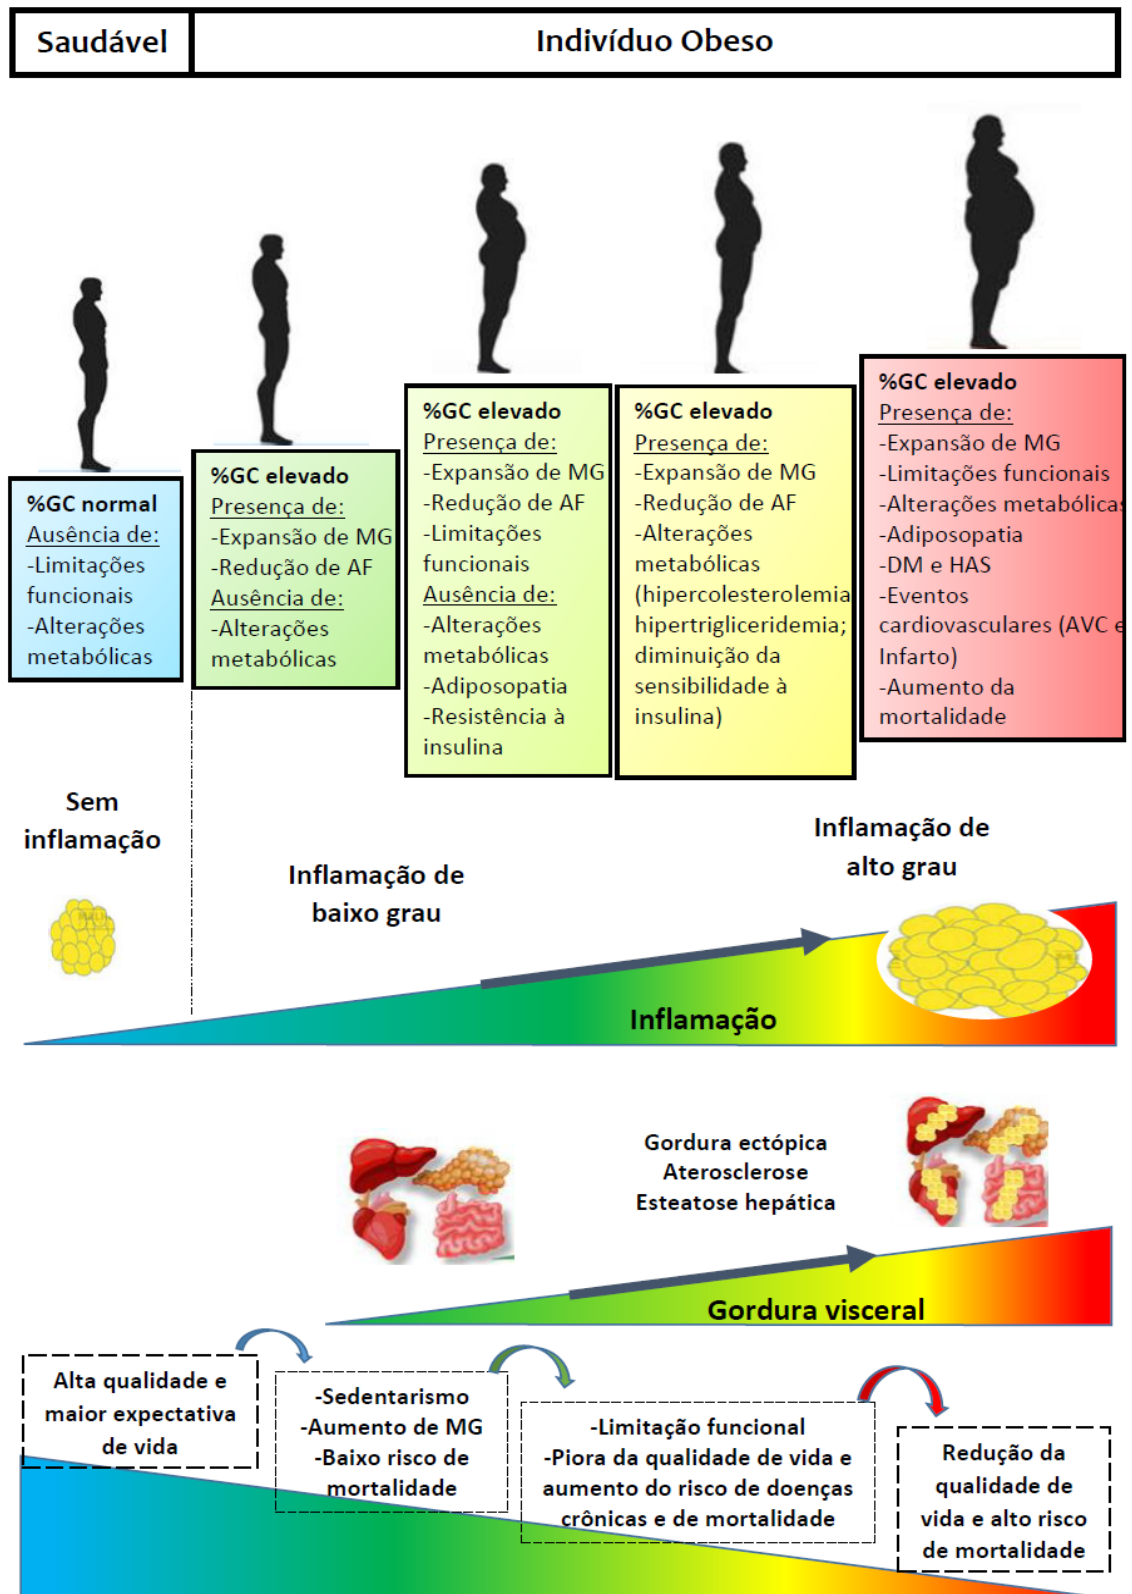 Saudável
Indivíduo Obeso
%GC normal
Ausência de:
-Limitações
funcionais
-Alterações
metabólicas
%GC elevado
Presença de:
-Expansão de MG
-Redução de AF
Ausência de:
-Alterações
metabólicas
%GC elevado
Presença de:
-Expansão de MG
-Redução de AF
-Limitações
funcionais
Ausência de:
-Alterações
metabólicas
-Adiposopatia
-Resistência à
insulina
%GC elevado
Presença de:
-Expansão de MG
-Redução de AF
-Alterações
metabólicas
(hipercolesterolemia
hipertrigliceridemia;
diminuição da
sensibilidade à
insulina)
%GC elevado
Presença de:
-Expansão de MG
-Limitações funcionais
-Alterações metabólicas
-Adiposopatia
-DM e HAS
-Eventos
cardiovasculares (AVC e
Infarto)
-Aumento da
mortalidade
Sem
inflamação
Inflamação de
baixo grau
Inflamação de
alto grau
Inflamação
Gordura ectópica
Aterosclerose
Esteatose hepática
Gordura visceral
Alta qualidade e
maior expectativa
de vida
-Sedentarismo
-Aumento de MG
-Baixo risco de
mortalidade
-Limitação funcional
-Piora da qualidade de vida e
aumento do risco de doenças
crônicas e de mortalidade
Redução da
qualidade de
vida e alto risco
de mortalidade